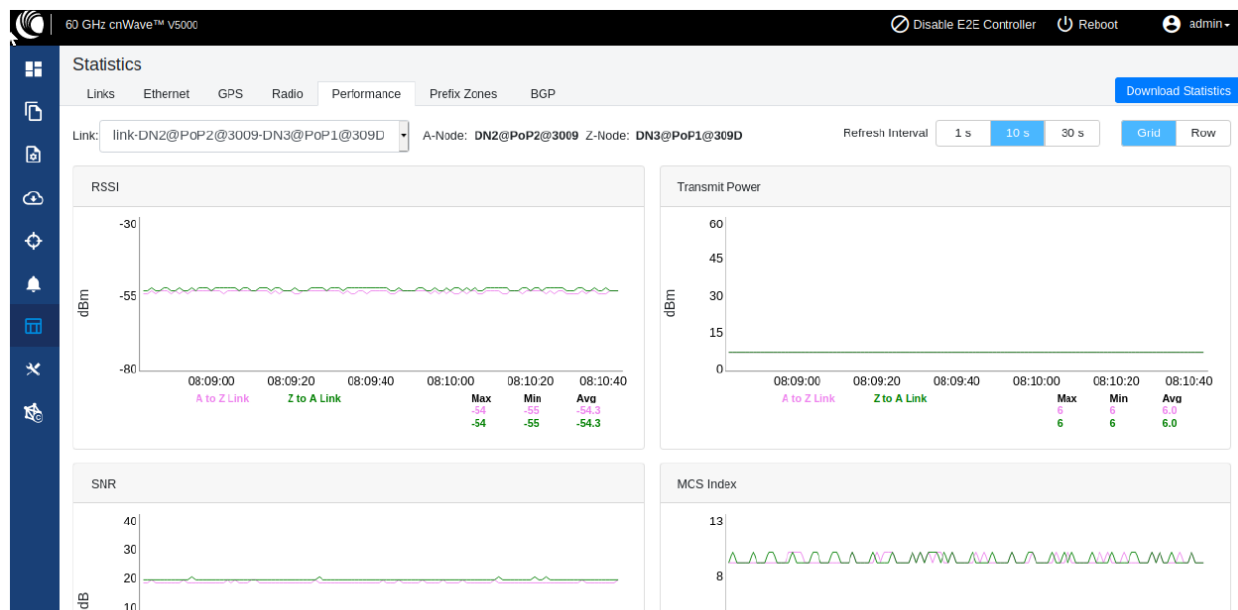 60 GHz cnWave™ V5000
Disable E2E Controller Reboot admin
Statistics
Links Ethernet GPS Radio Performance Prefix Zones BGP
Download Statistics
Link: link-DN2@PoP2@3009-DN3@PoP1@309D A-Node: DN2@PoP2@3009 Z-Node: DN3@PoP1@309D
Refresh Interval 1 s 10 s 30 s Grid Row
RSSI
-30
-55
-80
dBm
08:09:00 08:09:20 08:09:40 08:10:00 08:10:20 08:10:40
A to Z Link Z to A Link Max Min Avg
-54 -55 -54.3
-54 -55 -54.3
Transmit Power
60
45
30
15
0
dBm
08:09:00 08:09:20 08:09:40 08:10:00 08:10:20 08:10:40
A to Z Link Z to A Link Max Min Avg
6 6 6.0
6 6 6.0
SNR
40
30
20
10
dB
MCS Index
13
8